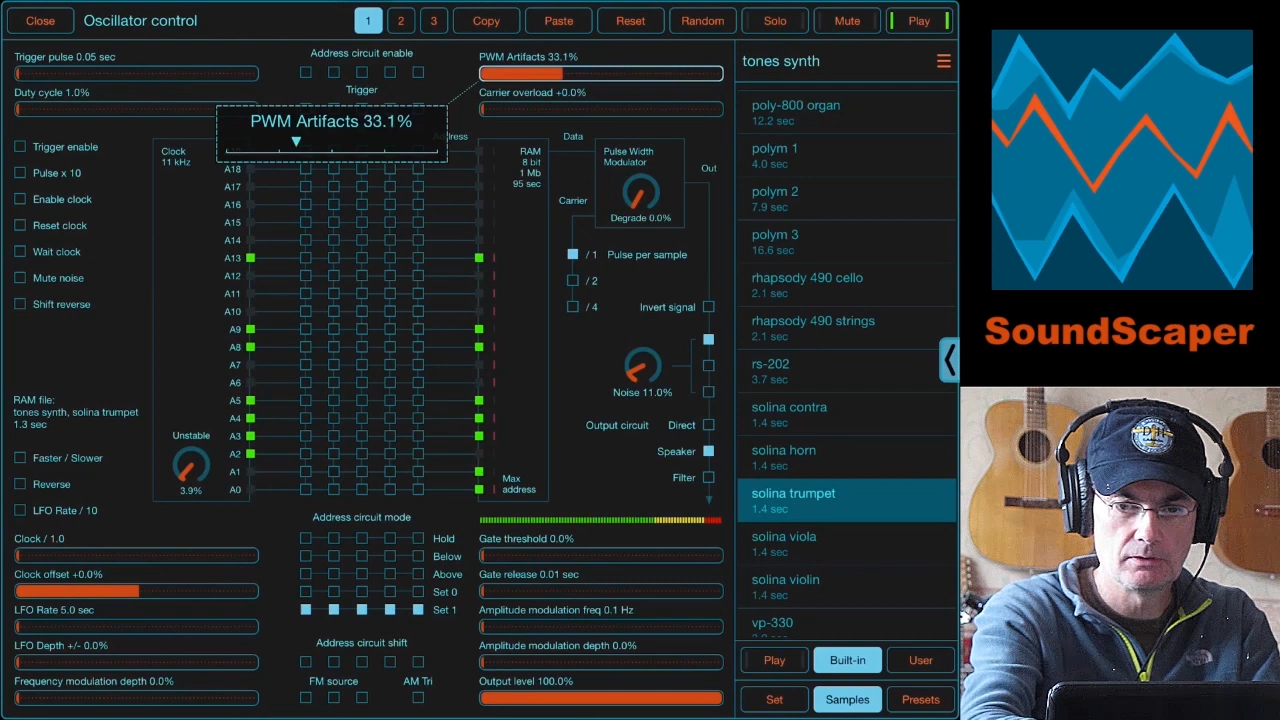 Close
Oscillator control
1
2
3
Copy
Paste
Reset
Random
Solo
Mute
Play
Trigger pulse 0.05 sec
Duty cycle 1.0%
Address circuit enable
Trigger
PWM Artifacts 33.1%
Carrier overload +0.0%
PWM Artifacts 33.1%
Trigger enable
Pulse x 10
Enable clock
Reset clock
Wait clock
Mute noise
Shift reverse
Clock
11 kHz
A18
A17
A16
A15
A14
A13
A12
A11
A10
A9
A8
A7
A6
A5
A4
A3
A2
A1
A0
RAM
8 bit
1 Mb
95 sec
Max
address
Data
Pulse Width
Modulator
Degrade 0.0%
Out
Carrier
/ 1 Pulse per sample
/ 2
/ 4
Invert signal
Noise 11.0%
Output circuit
Direct
Speaker
Filter
RAM file:
tones synth, solina trumpet
1.3 sec
Unstable
3.9%
Faster / Slower
Reverse
LFO Rate / 10
Clock / 1.0
Clock offset +0.0%
LFO Rate 5.0 sec
LFO Depth +/- 0.0%
Frequency modulation depth 0.0%
Address circuit mode
Hold
Below
Above
Set 0
Set 1
Address circuit shift
FM source
AM Tri
Gate threshold 0.0%
Gate release 0.01 sec
Amplitude modulation freq 0.1 Hz
Amplitude modulation depth 0.0%
Output level 100.0%
tones synth
poly-800 organ
12.2 sec
polym 1
4.0 sec
polym 2
7.9 sec
polym 3
16.6 sec
rhapsody 490 cello
2.1 sec
rhapsody 490 strings
2.1 sec
rs-202
3.7 sec
solina contra
1.4 sec
solina horn
1.4 sec
solina trumpet
1.4 sec
solina viola
1.4 sec
solina violin
1.4 sec
vp-330
Play
Built-in
User
Set
Samples
Presets
SoundScaper